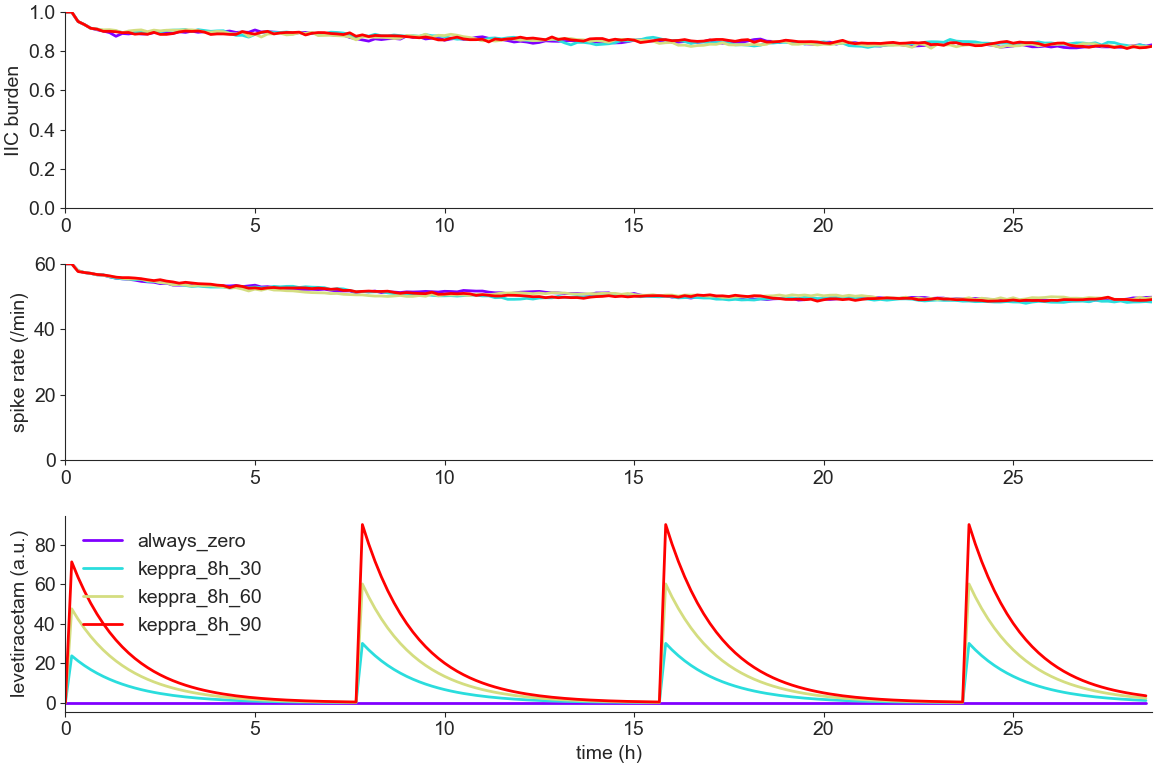 IIC burden
1.0
0.8
0.6
0.4
0.2
0.0
0 5 10 15 20 25
spike rate (/min)
60
40
20
0
0 5 10 15 20 25
levetiracetam (a.u.)
80
60
40
20
0
always_zero
keppra_8h_30
keppra_8h_60
keppra_8h_90
0 5 10 15 20 25
time (h)